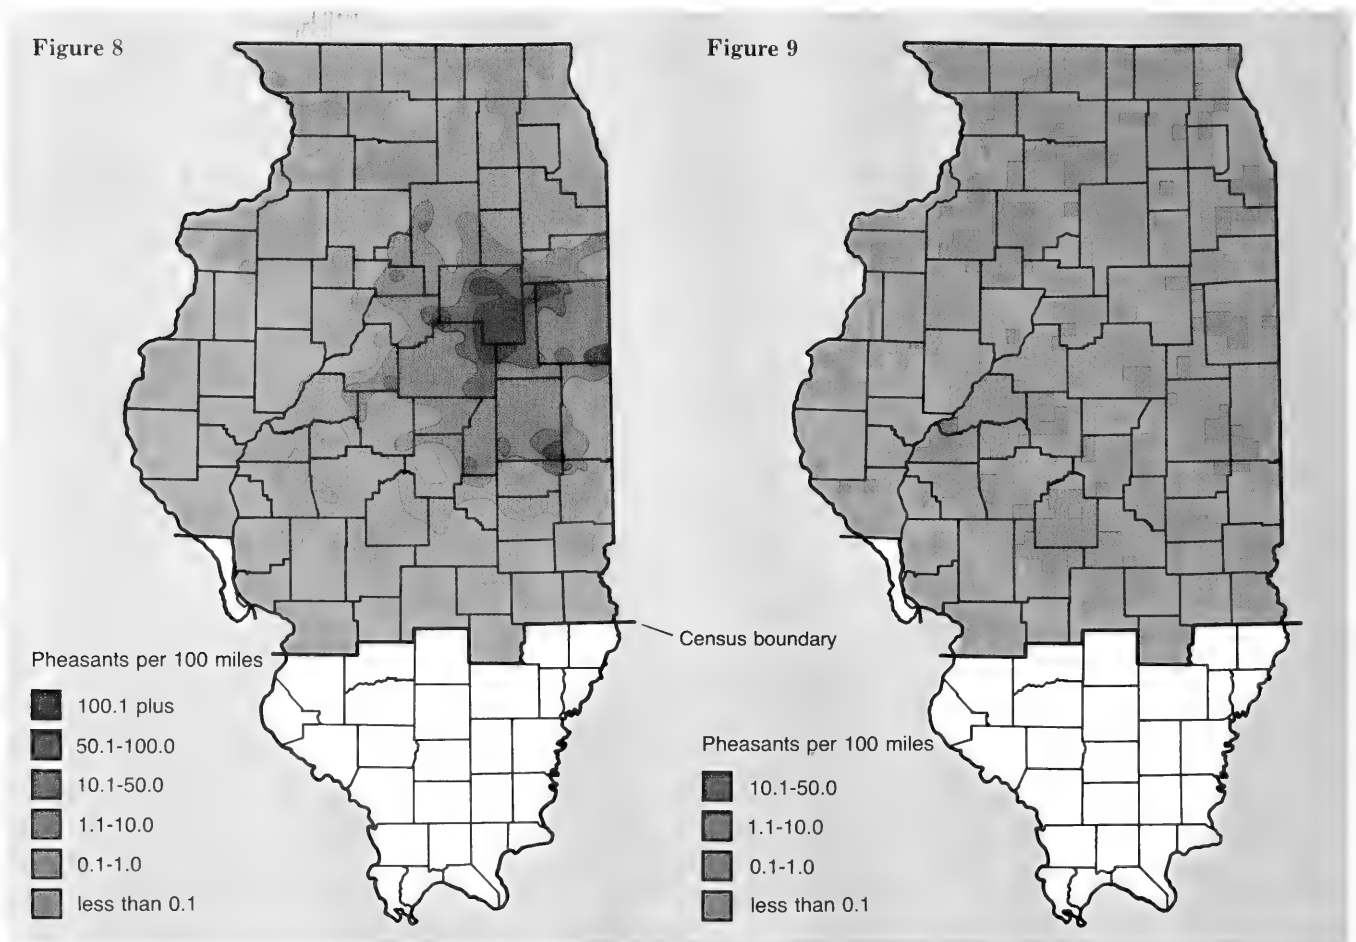 Figure 8
Pheasants per 100 miles
100.1 plus
50.1-100.0
10.1-50.0
1.1-10.0
0.1-1.0
less than 0.1
Census boundary
Figure 9
Pheasants per 100 miles
10.1-50.0
1.1-10.0
0.1-1.0
less than 0.1